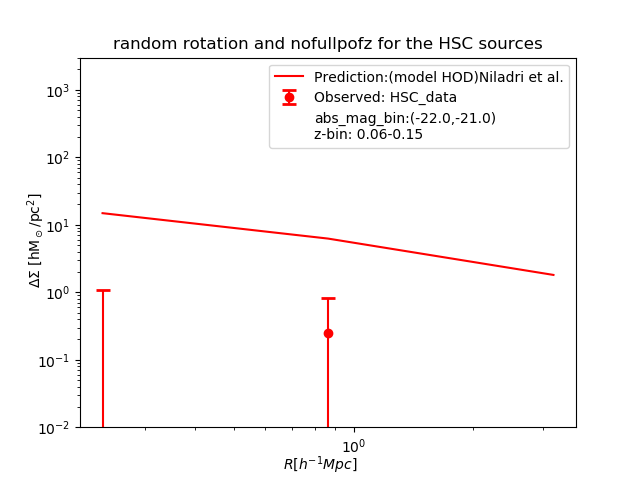 random rotation and nofullpofz for the HSC sources
Prediction:(model HOD)Niladri et al.
Observed: HSC_data
abs_mag_bin:(-22.0,-21.0)
z-bin: 0.06-0.15
ΔΣ [hM⊙/pc²]
10³
10²
10¹
10⁰
10⁻¹
10⁻²
10⁰
R[h⁻¹Mpc]